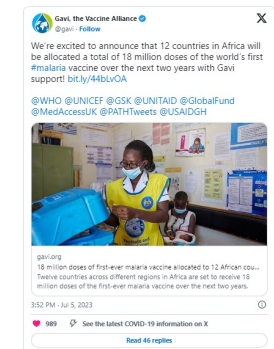 Gavi, the Vaccine Alliance
@gavi · Follow
We're excited to announce that 12 countries in Africa will
be allocated a total of 18 million doses of the world's first
#malaria vaccine over the next two years with Gavi
support! bit.ly/44bLvOA
@WHO @UNICEF @GSK @UNITAID @GlobalFund
@MedAccessUK @PATHTweets @USAIDGH
gavi.org
18 million doses of first-ever malaria vaccine allocated to 12 African cou...
Twelve countries across different regions in Africa are set to receive 18
million doses of the first-ever malaria vaccine over the next two years.
3:52 PM · Jul 5, 2023
989 See the latest COVID-19 information on X
Read 46 replies